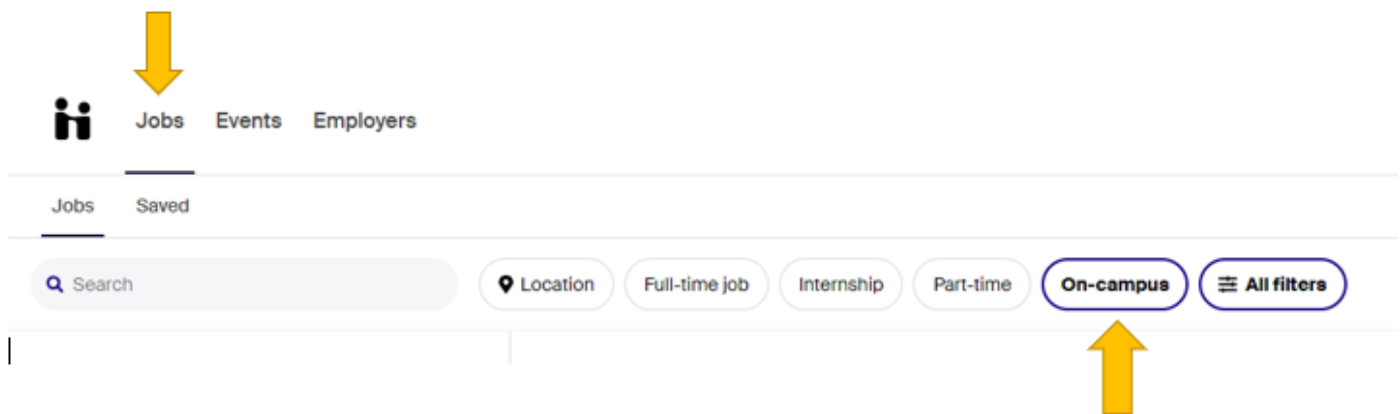 Jobs Events Employers
Jobs Saved
Search Location Full-time job Internship Part-time On-campus All filters